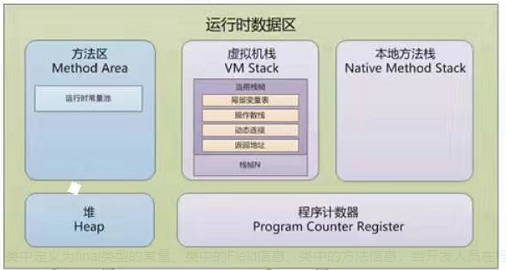 运行时数据区
方法区
Method Area
运行时常量池
虚拟机栈
VM Stack
当前栈帧
局部变量表
操作数栈
动态连接
返回地址
栈帧N
本地方法栈
Native Method Stack
堆
Heap
程序计数器
Program Counter Register
类中定义为final类型的常量、类中的Field信息、类中的方法信息，当开发人员在程